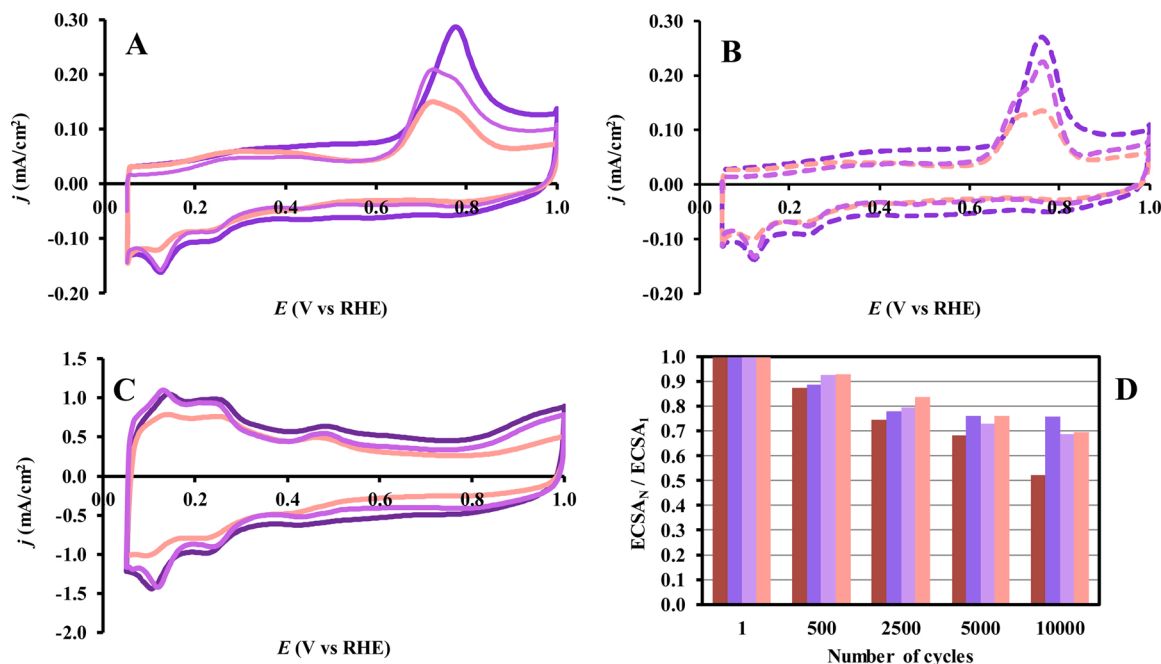 A
0.30
0.20
0.10
0.00
-0.10
-0.20
0.0 0.2 0.4 0.6 0.8 1.0
j (mA/cm²)
E (V vs RHE)
B
0.30
0.20
0.10
0.00
-0.10
-0.20
0.0 0.2 0.4 0.6 0.8 1.0
j (mA/cm²)
E (V vs RHE)
C
1.5
1.0
0.5
0.0
-0.5
-1.0
-1.5
-2.0
0.0 0.2 0.4 0.6 0.8 1.0
j (mA/cm²)
E (V vs RHE)
D
1.0
0.9
0.8
0.7
0.6
0.5
0.4
0.3
0.2
0.1
0.0
ECSA_N / ECSA₁
1 500 2500 5000 10000
Number of cycles